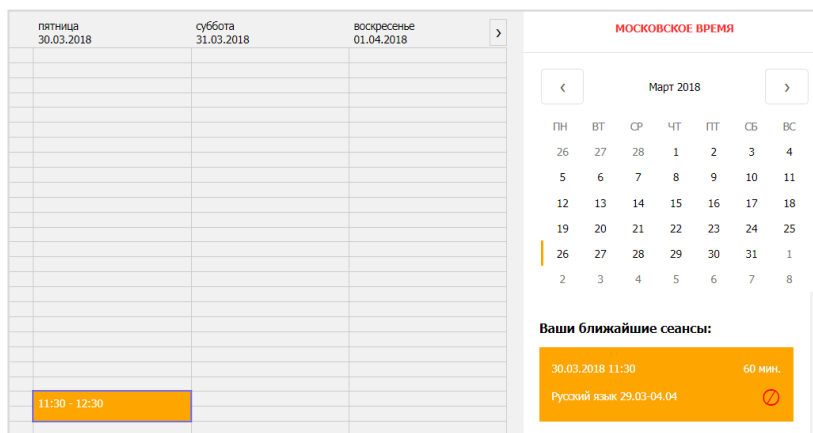 пятница
30.03.2018
суббота
31.03.2018
воскресенье
01.04.2018
>
11:30 - 12:30
МОСКОВСКОЕ ВРЕМЯ
< Март 2018 >
ПН ВТ СР ЧТ ПТ СБ ВС
26 27 28 1 2 3 4
5 6 7 8 9 10 11
12 13 14 15 16 17 18
19 20 21 22 23 24 25
26 27 28 29 30 31 1
2 3 4 5 6 7 8
Ваши ближайшие сеансы:
30.03.2018 11:30 60 мин.
Русский язык 29.03-04.04